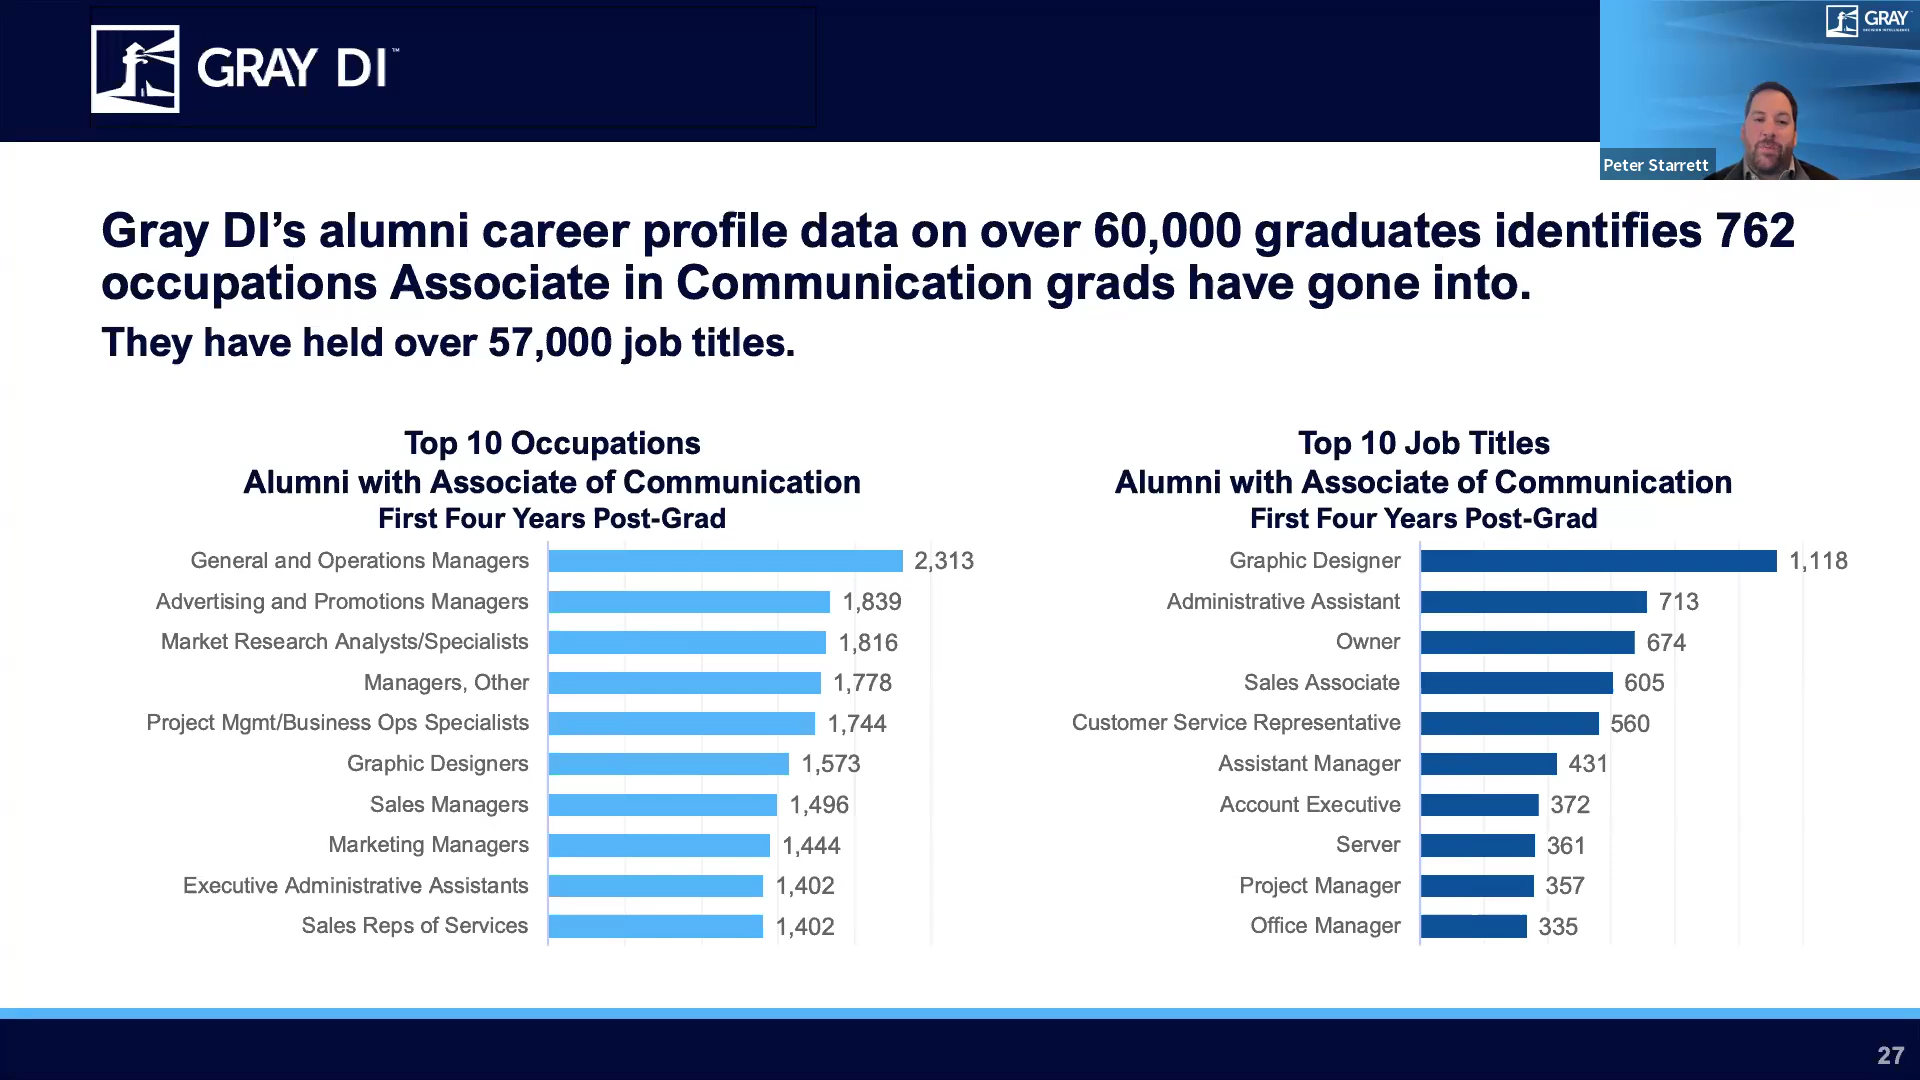 GRAY DI™
GRAY
Peter Starrett
Gray DI’s alumni career profile data on over 60,000 graduates identifies 762
occupations Associate in Communication grads have gone into.
They have held over 57,000 job titles.
Top 10 Occupations
Alumni with Associate of Communication
First Four Years Post-Grad
General and Operations Managers 2,313
Advertising and Promotions Managers 1,839
Market Research Analysts/Specialists 1,816
Managers, Other 1,778
Project Mgmt/Business Ops Specialists 1,744
Graphic Designers 1,573
Sales Managers 1,496
Marketing Managers 1,444
Executive Administrative Assistants 1,402
Sales Reps of Services 1,402
Top 10 Job Titles
Alumni with Associate of Communication
First Four Years Post-Grad
Graphic Designer 1,118
Administrative Assistant 713
Owner 674
Sales Associate 605
Customer Service Representative 560
Assistant Manager 431
Account Executive 372
Server 361
Project Manager 357
Office Manager 335
27